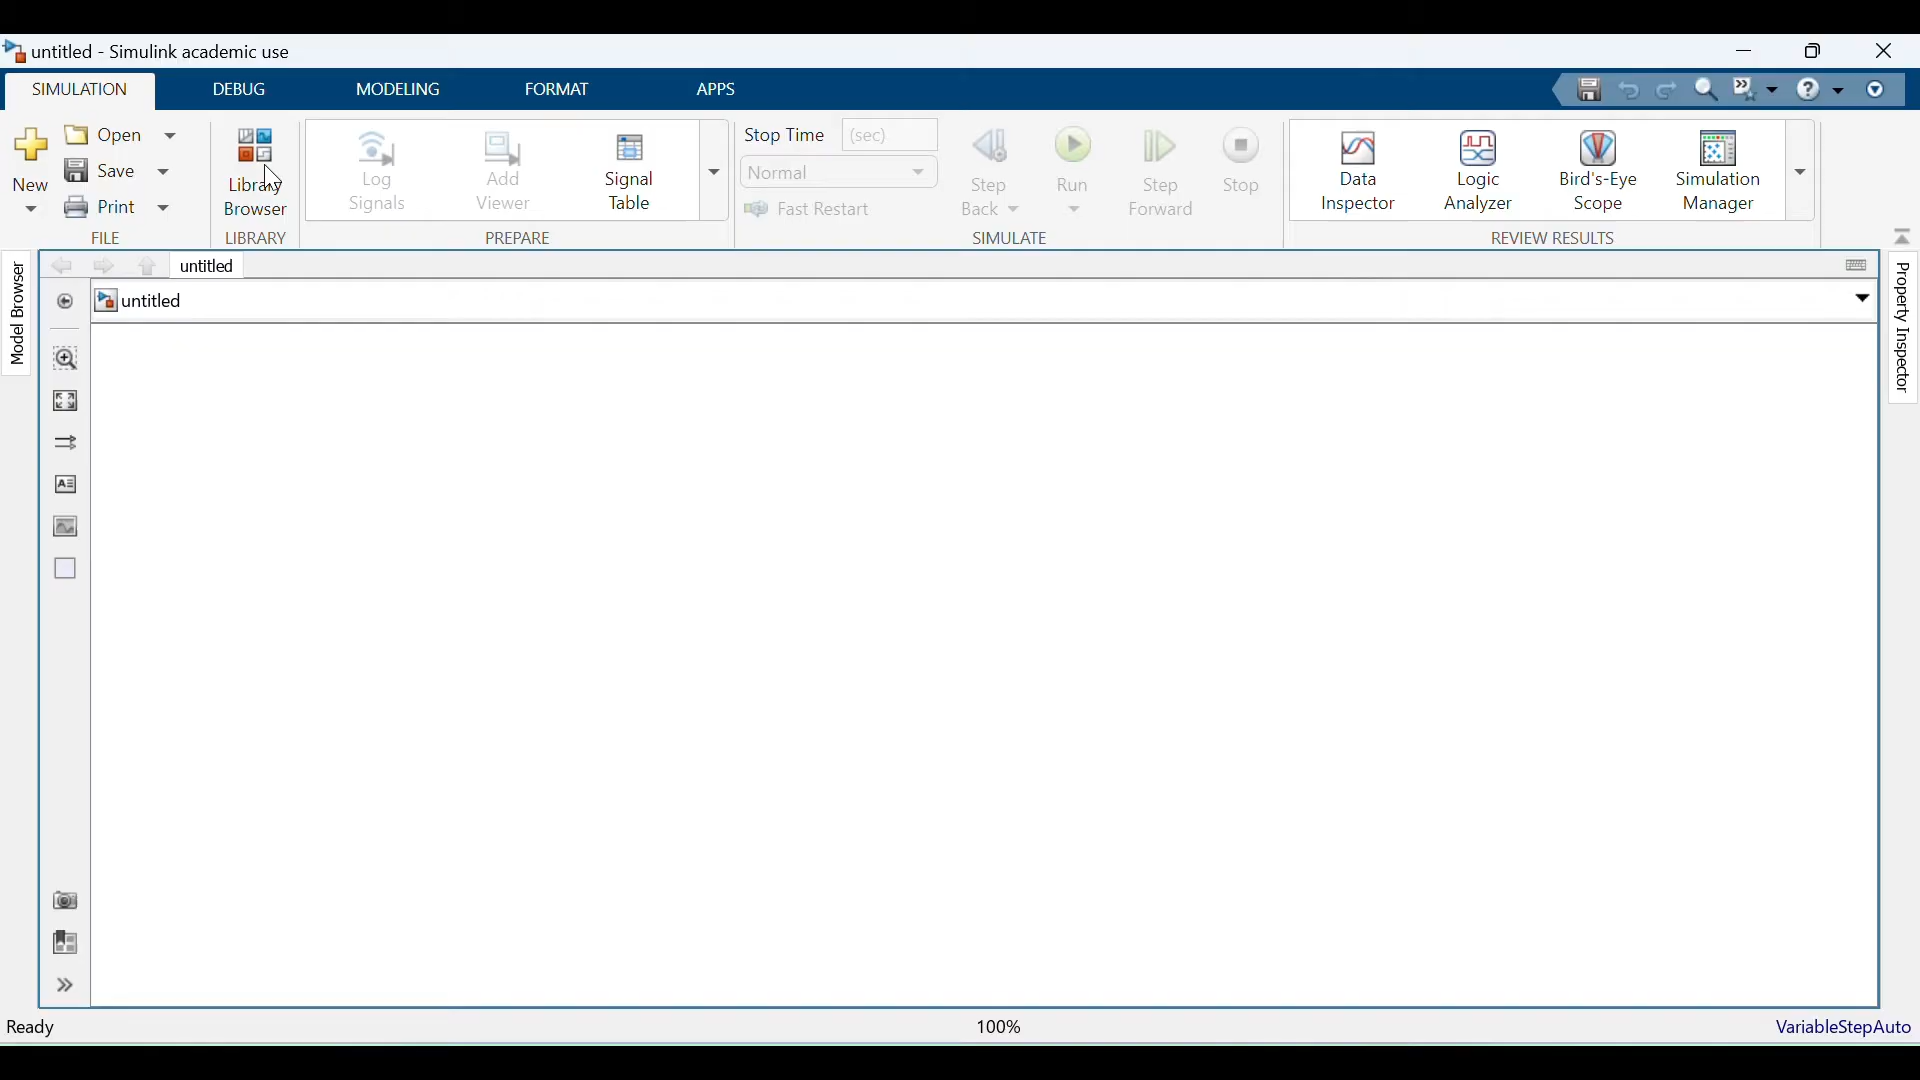 untitled - Simulink academic use
SIMULATION DEBUG MODELING FORMAT APPS
New
Open
Save
Print
FILE
Library
Browser
LIBRARY
Log
Signals
Add
Viewer
Signal
Table
PREPARE
Stop Time (sec)
Normal
Fast Restart
Step
Back
Run
Step
Forward
Stop
SIMULATE
Data
Inspector
Logic
Analyzer
Bird's-Eye
Scope
Simulation
Manager
REVIEW RESULTS
Model Browser
untitled
untitled
Property Inspector
Ready 100% VariableStepAuto